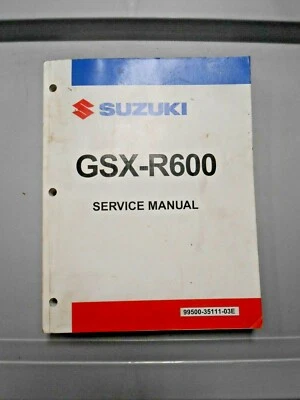 SUZUKI
GSX-R600
SERVICE MANUAL
99500-35111-03E